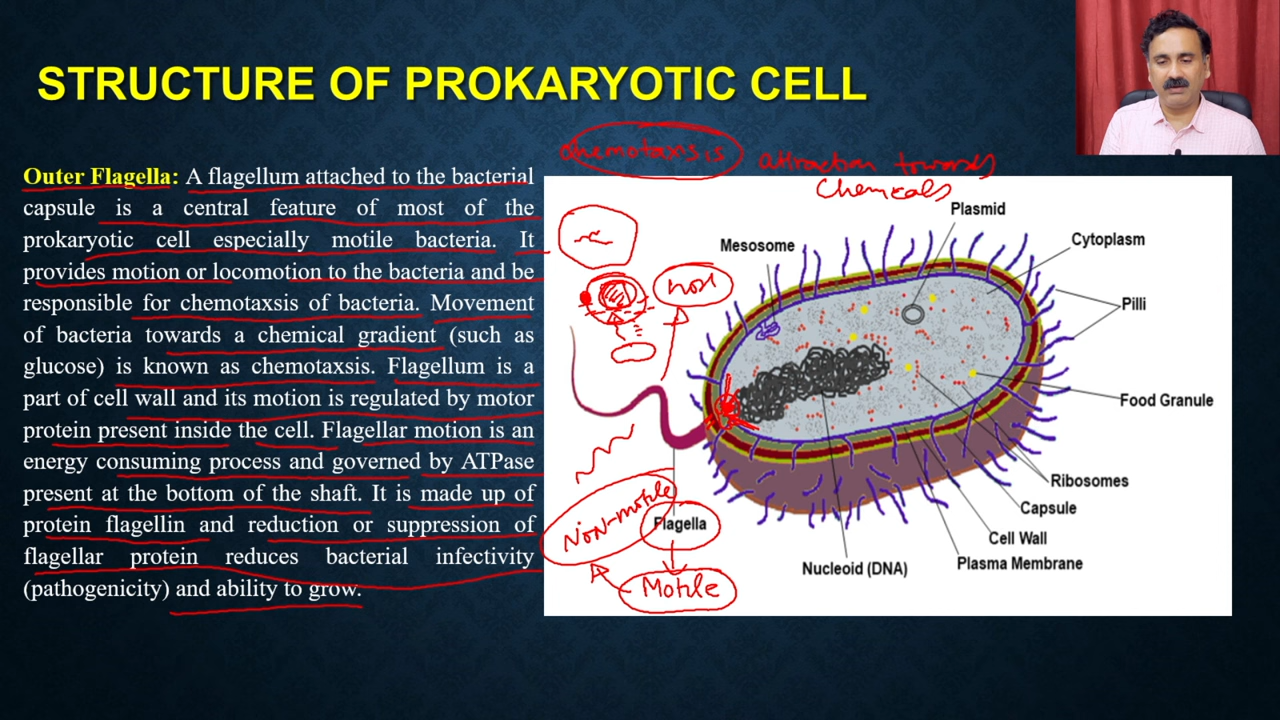 STRUCTURE OF PROKARYOTIC CELL
Outer Flagella: A flagellum attached to the bacterial
capsule is a central feature of most of the
prokaryotic cell especially motile bacteria. It
provides motion or locomotion to the bacteria and be
responsible for chemotaxsis of bacteria. Movement
of bacteria towards a chemical gradient (such as
glucose) is known as chemotaxsis. Flagellum is a
part of cell wall and its motion is regulated by motor
protein present inside the cell. Flagellar motion is an
energy consuming process and governed by ATPase
present at the bottom of the shaft. It is made up of
protein flagellin and reduction or suppression of
flagellar protein reduces bacterial infectivity
(pathogenicity) and ability to grow.
chemotaxis
attraction towards
Chemicals
Plasmid
Mesosome
Cytoplasm
Pilli
Food Granule
Ribosomes
Capsule
Cell Wall
Plasma Membrane
Nucleoid (DNA)
Non-motile
Flagella
Motile